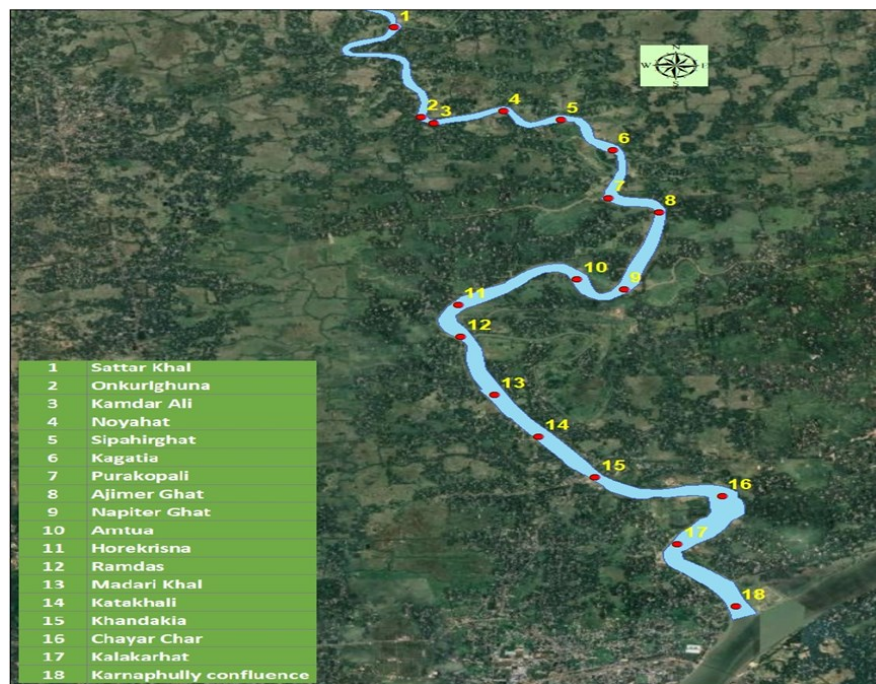 1
N
W E
S
2
3
4
5
6
7
8
9
10
11
12
13
14
15
16
17
18
1 Sattar Khal
2 Onkurighuna
3 Kamdar Ali
4 Noyahat
5 Sipahirghat
6 Kagatia
7 Purakopali
8 Ajimer Ghat
9 Napiter Ghat
10 Amtua
11 Horekrisna
12 Ramdas
13 Madari Khal
14 Katakhali
15 Khandakia
16 Chayar Char
17 Kalakarhat
18 Karnaphully confluence